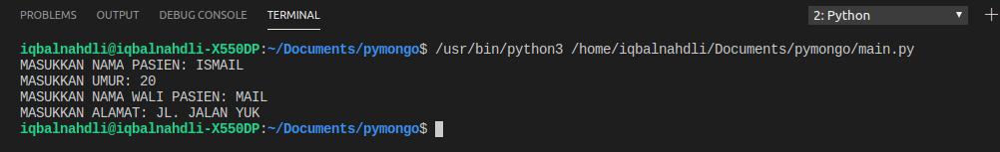 PROBLEMS OUTPUT DEBUG CONSOLE TERMINAL 2: Python
iqbalnahdli@iqbalnahdli-X550DP:~/Documents/pymongo$ /usr/bin/python3 /home/iqbalnahdli/Documents/pymongo/main.py
MASUKKAN NAMA PASIEN: ISMAIL
MASUKKAN UMUR: 20
MASUKKAN NAMA WALI PASIEN: MAIL
MASUKKAN ALAMAT: JL. JALAN YUK
iqbalnahdli@iqbalnahdli-X550DP:~/Documents/pymongo$